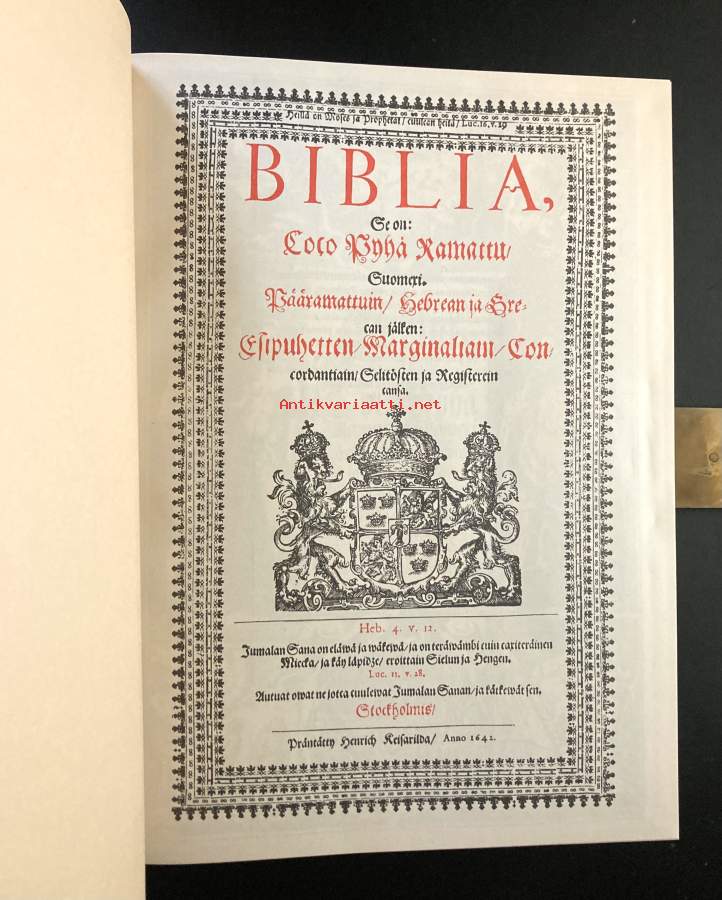 Heillä on Moses ja Prophetat/ cuulcan heitä/ Luc. 16. v. 29
BIBLIA,
Se on:
Coco Pyhä Ramattu/
Suomexi.
Pääramattuin/ Hebrean ja Gre-
can jälken:
Esipuhetten/ Marginaliain/ Con-
cordantiain/ Selitösten ja Registerein
cansa.
Antikvariaatti.net
Heb. 4. v. 12.
Jumalan Sana on eläwä ja wäkewä/ ja on teräwämbi cuin caxiteräinen
Miecka/ ja käy läpidze/ eroittain Sielun ja Hengen.
Luc. 11. v. 28.
Autuat owat ne jotca cuulewat Jumalan Sanan/ ja kätkewät sen.
Stockholmis/
Präntätty Henrich Keisarilda/ Anno 1642.